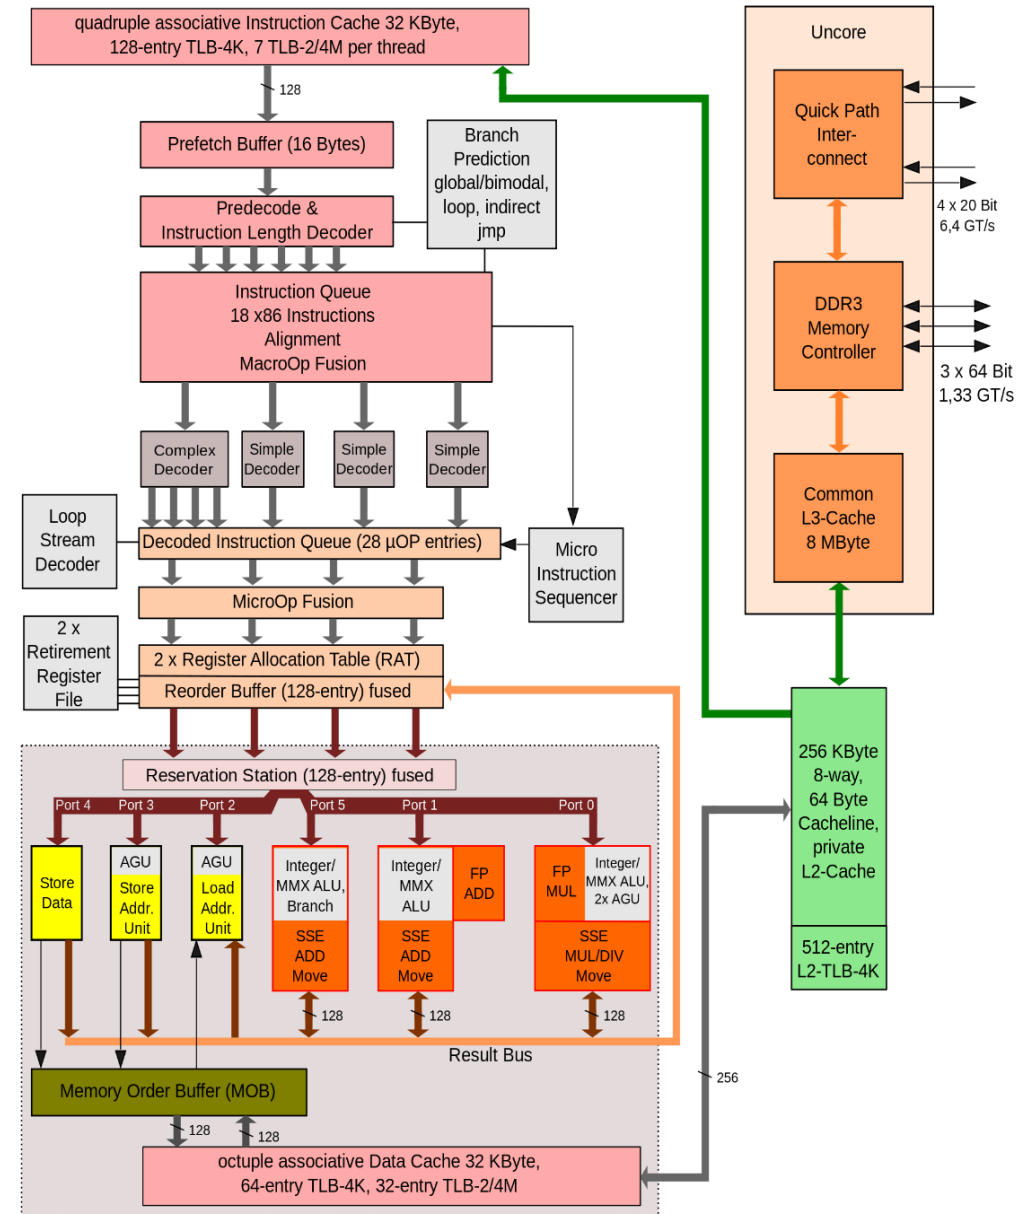 quadruple associative Instruction Cache 32 KByte,
128-entry TLB-4K, 7 TLB-2/4M per thread
128
Prefetch Buffer (16 Bytes)
Predecode &
Instruction Length Decoder
Branch
Prediction
global/bimodal,
loop, indirect
jmp
Instruction Queue
18 x86 Instructions
Alignment
MacroOp Fusion
Complex
Decoder
Simple
Decoder
Simple
Decoder
Simple
Decoder
Loop
Stream
Decoder
Decoded Instruction Queue (28 µOP entries)
Micro
Instruction
Sequencer
MicroOp Fusion
2 x
Retirement
Register
File
2 x Register Allocation Table (RAT)
Reorder Buffer (128-entry) fused
Reservation Station (128-entry) fused
Port 4
Port 3
Port 2
Port 5
Port 1
Port 0
Store
Data
AGU
Store
Addr.
Unit
AGU
Load
Addr.
Unit
Integer/
MMX ALU,
Branch
SSE
ADD
Move
Integer/
MMX
ALU
FP
ADD
SSE
ADD
Move
FP
MUL
Integer/
MMX ALU,
2x AGU
SSE
MUL/DIV
Move
128
128
128
Result Bus
Memory Order Buffer (MOB)
128
128
octuple associative Data Cache 32 KByte,
64-entry TLB-4K, 32-entry TLB-2/4M
256
Uncore
Quick Path
Inter-
connect
4 x 20 Bit
6,4 GT/s
DDR3
Memory
Controller
3 x 64 Bit
1,33 GT/s
Common
L3-Cache
8 MByte
256 KByte
8-way,
64 Byte
Cacheline,
private
L2-Cache
512-entry
L2-TLB-4K